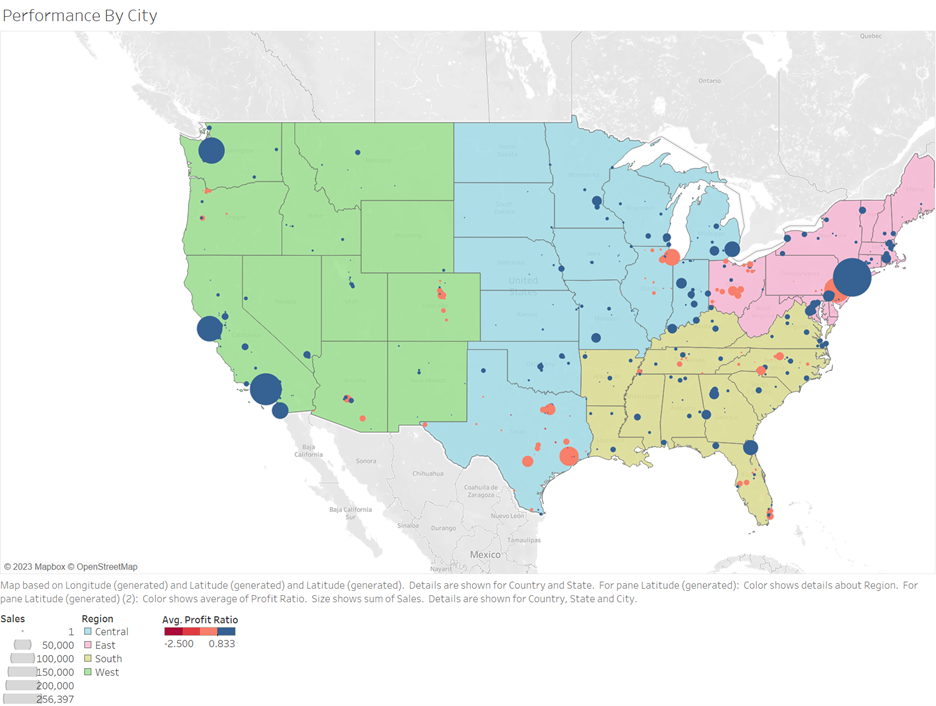 Performance By City
Quebec
Ontario
United
States
Baja
California
Sonora
Chihuahua
Coahuila de
Zaragoza
Baja California
Sur
Nuevo León
Sinaloa
Durango
Tamaulipas
Mexico
Nayarit
© 2023 Mapbox © OpenStreetMap
Map based on Longitude (generated) and Latitude (generated) and Latitude (generated). Details are shown for Country and State. For pane Latitude (generated): Color shows details about Region. For
pane Latitude (generated) (2): Color shows average of Profit Ratio. Size shows sum of Sales. Details are shown for Country, State and City.
Sales
1
50,000
100,000
150,000
200,000
256,397
Region
Central
East
South
West
Avg. Profit Ratio
-2.500 0.833